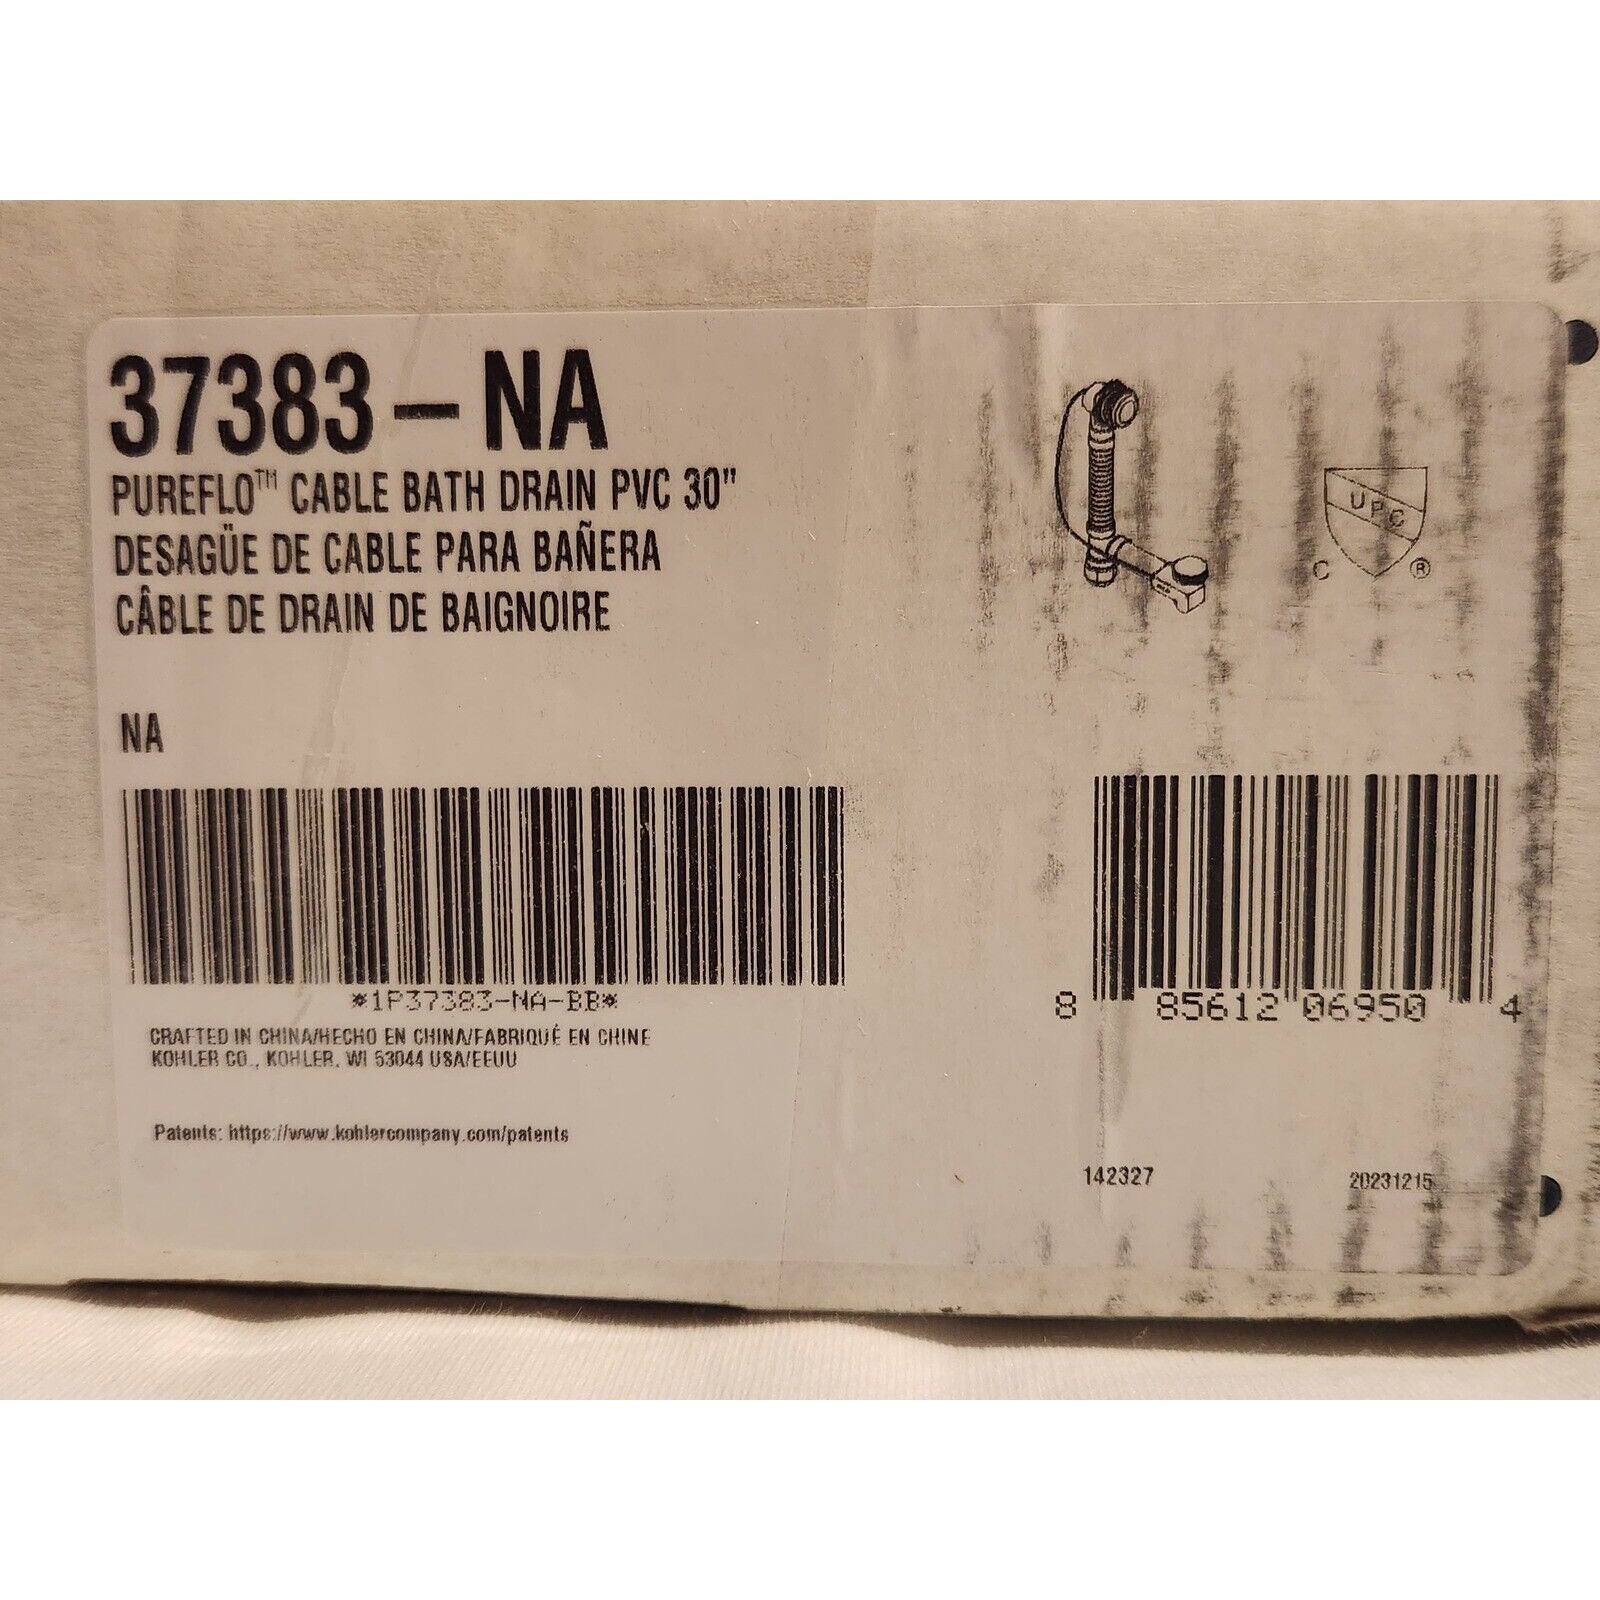 37383-NA
PUREFLO™ CABLE BATH DRAIN PVC 30"
DESAGÜE DE CABLE PARA BAÑERA
CÂBLE DE DRAIN DE BAIGNOIRE
UPC
C ®
NA
*1P37383-NA-BB*
8 85612 06950 4
CRAFTED IN CHINA/HECHO EN CHINA/FABRIQUÉ EN CHINE
KOHLER CO., KOHLER, WI 53044 USA/EEUU
Patents: https://www.kohlercompany.com/patents
142327
20231215